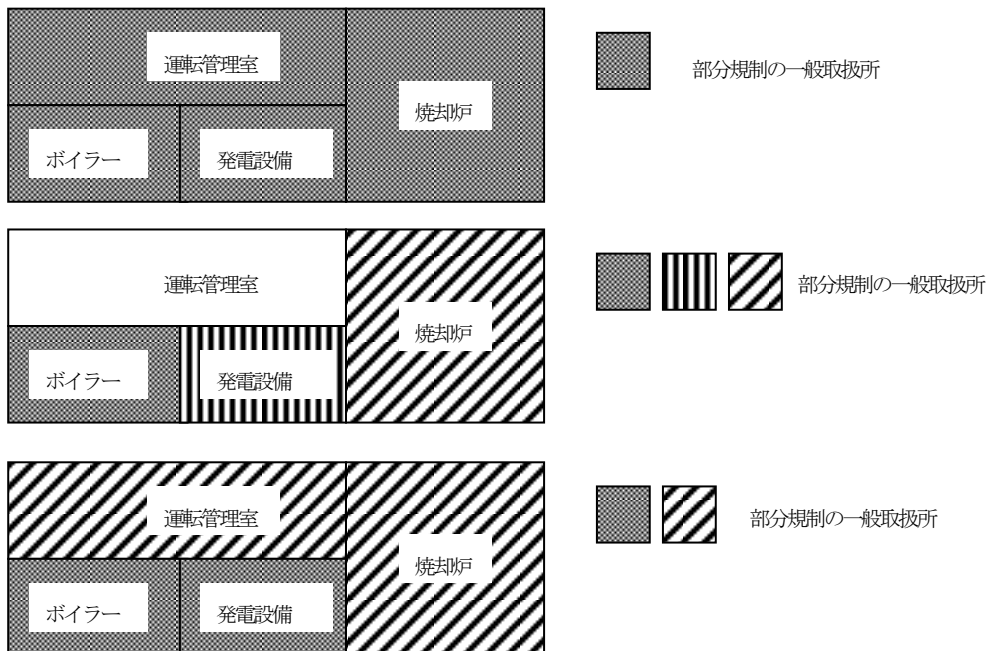 運転管理室
部分規制の一般取扱所
焼却炉
ボイラー 発電設備
運転管理室
部分規制の一般取扱所
焼却炉
ボイラー 発電設備
運転管理室
部分規制の一般取扱所
焼却炉
ボイラー 発電設備